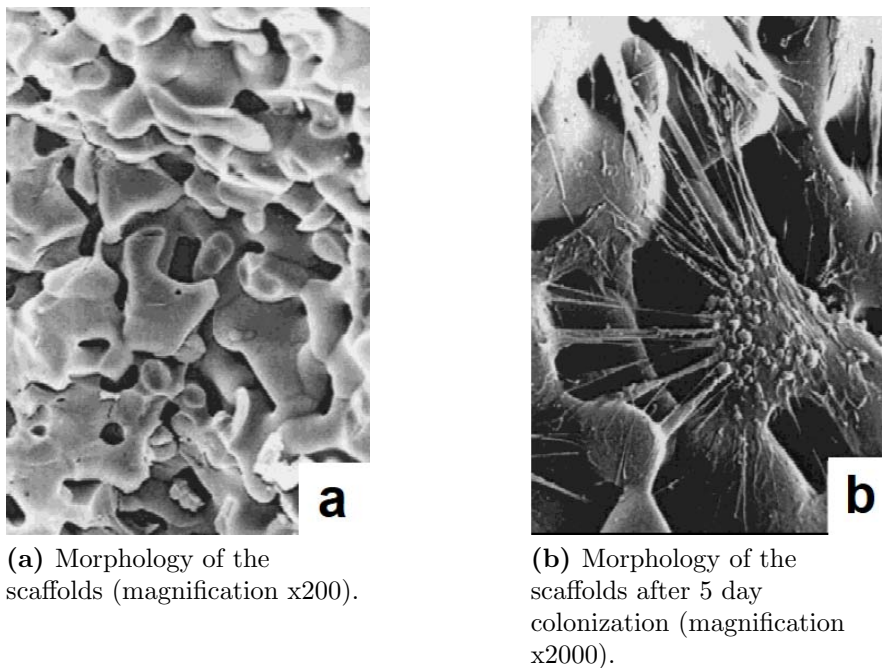 a
b
(a) Morphology of the
scaffolds (magnification x200).
(b) Morphology of the
scaffolds after 5 day
colonization (magnification
x2000).